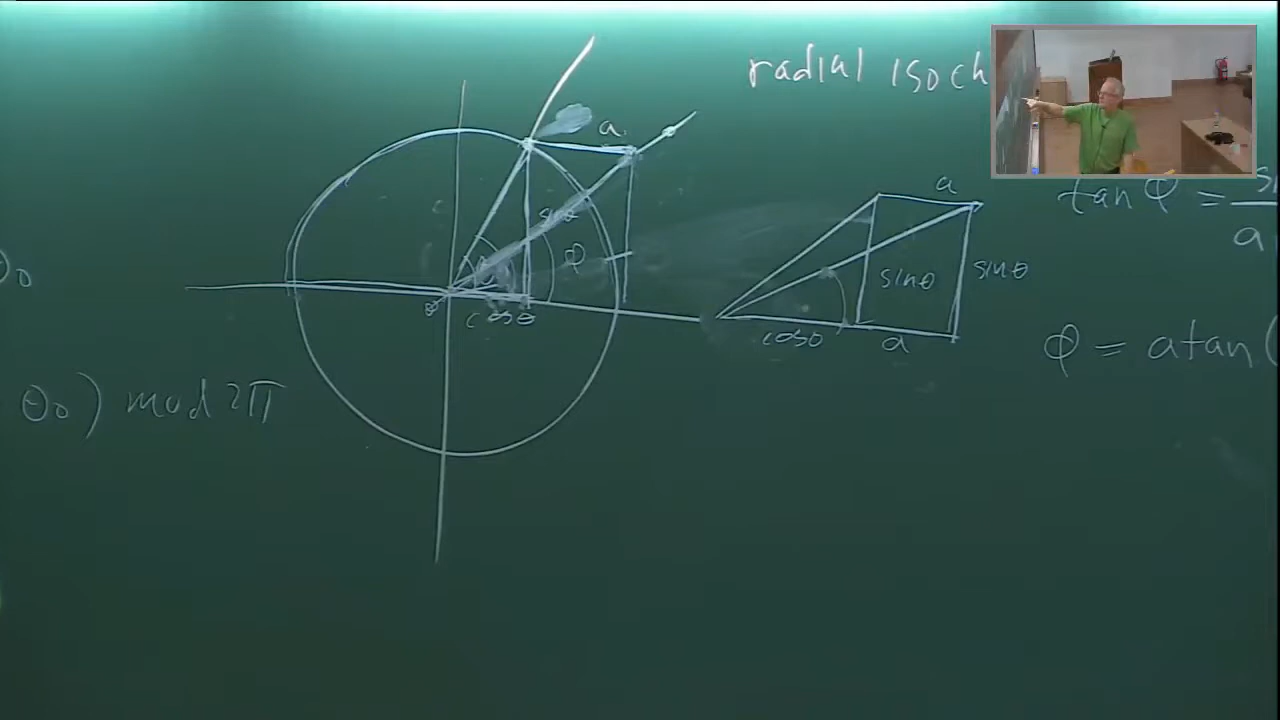 radial isoch
a
a
tan φ = s
a
θ
φ
sinθ
sinθ
sinθ
θ0
cosθ
cosθ
a
φ = atan(
θ0) mod 2π